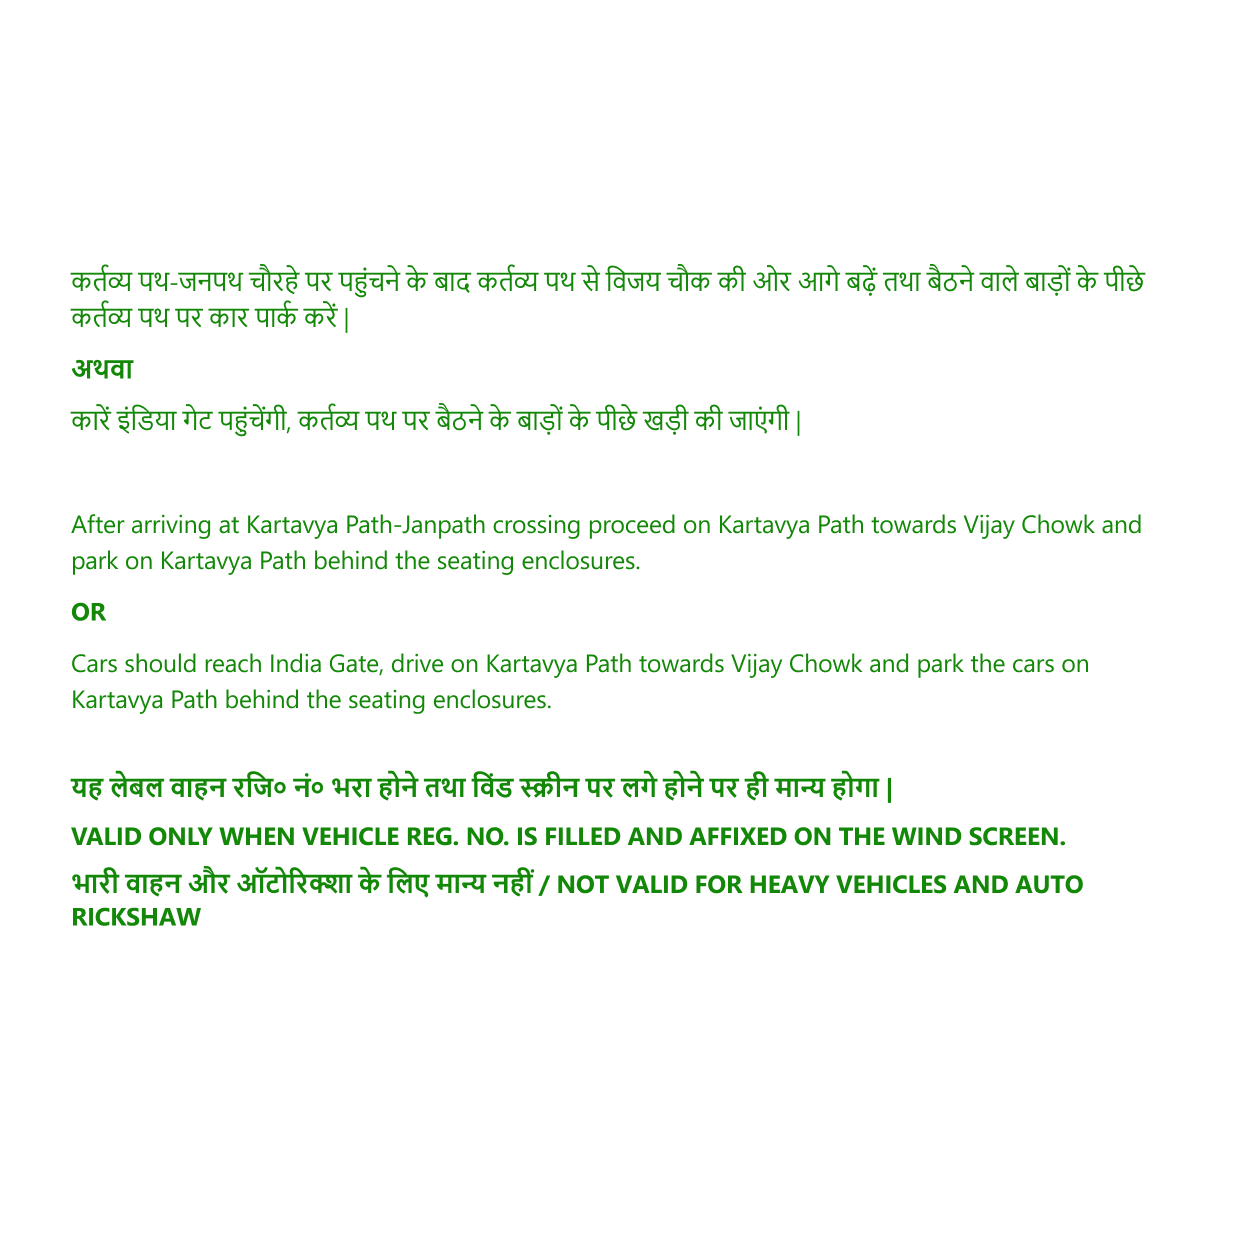 कर्तव्य पथ-जनपथ चौरहे पर पहुंचने के बाद कर्तव्य पथ से विजय चौक की ओर आगे बढ़ें तथा बैठने वाले बाड़ों के पीछे
कर्तव्य पथ पर कार पार्क करें |
अथवा
कारें इंडिया गेट पहुंचेंगी, कर्तव्य पथ पर बैठने के बाड़ों के पीछे खड़ी की जाएंगी |
After arriving at Kartavya Path-Janpath crossing proceed on Kartavya Path towards Vijay Chowk and
park on Kartavya Path behind the seating enclosures.
OR
Cars should reach India Gate, drive on Kartavya Path towards Vijay Chowk and park the cars on
Kartavya Path behind the seating enclosures.
यह लेबल वाहन रजि० नं० भरा होने तथा विंड स्क्रीन पर लगे होने पर ही मान्य होगा |
VALID ONLY WHEN VEHICLE REG. NO. IS FILLED AND AFFIXED ON THE WIND SCREEN.
भारी वाहन और ऑटोरिक्शा के लिए मान्य नहीं / NOT VALID FOR HEAVY VEHICLES AND AUTO
RICKSHAW